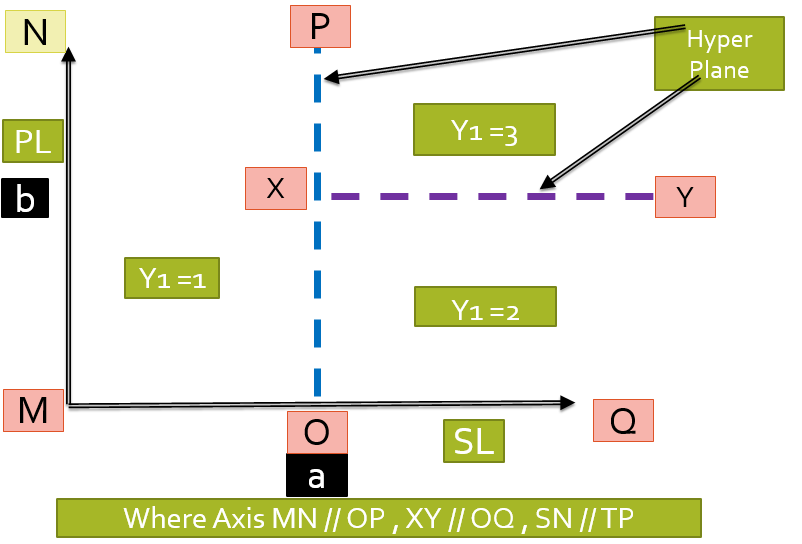 N
P
Hyper
Plane
PL
Y1 =3
b
X
Y
Y1 =1
Y1 =2
M
O
Q
a
SL
Where Axis MN // OP , XY // OQ , SN // TP